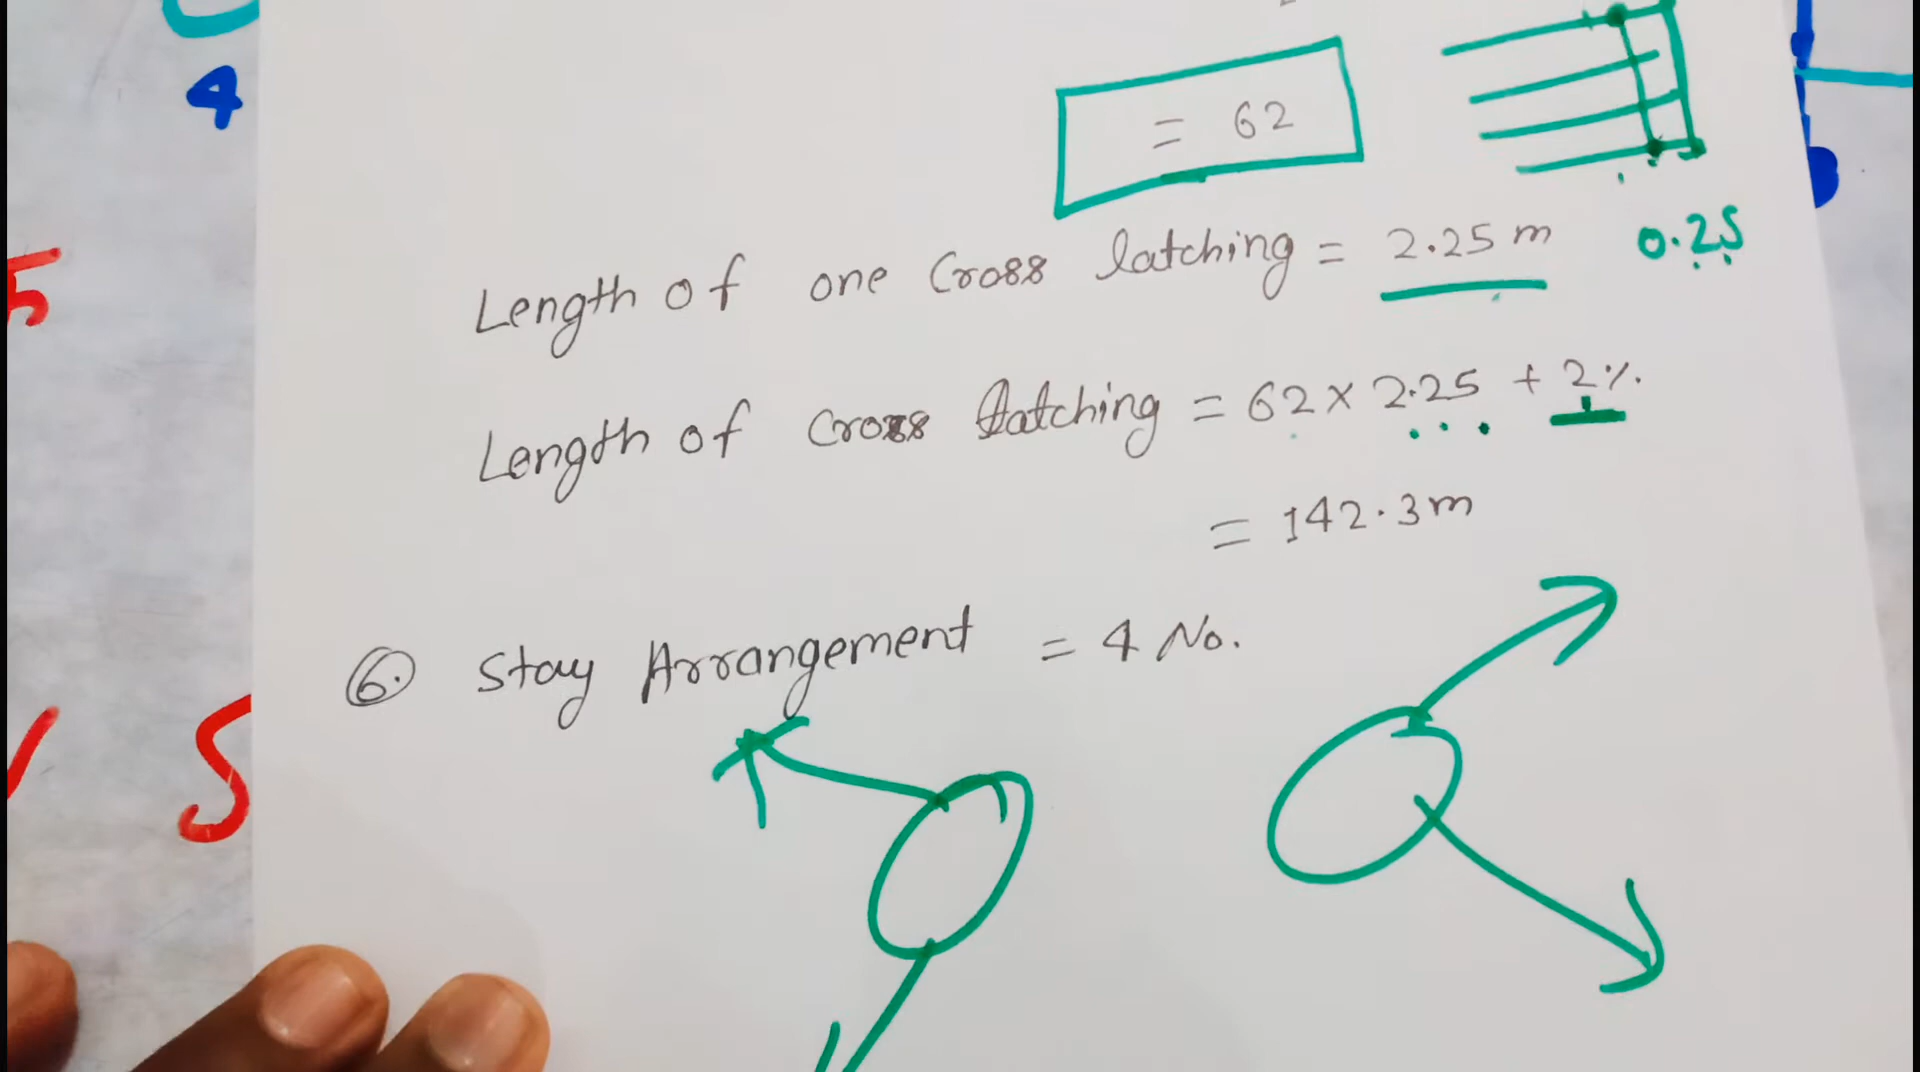 4
= 62
Length of one Cross latching = 2.25 m
0.25
Length of Cross latching = 62 x 2.25 + 2%.
= 142.3 m
5
6. Stay Arrangement = 4 No.
S